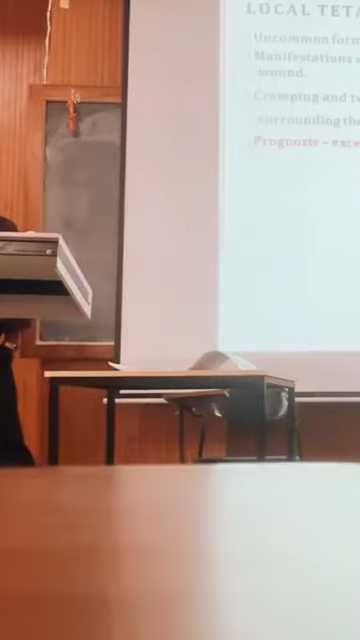 LOCAL TETA
Uncommon form
Manifestations
wound.
Cramping and tw
surrounding the
Prognosis – exce